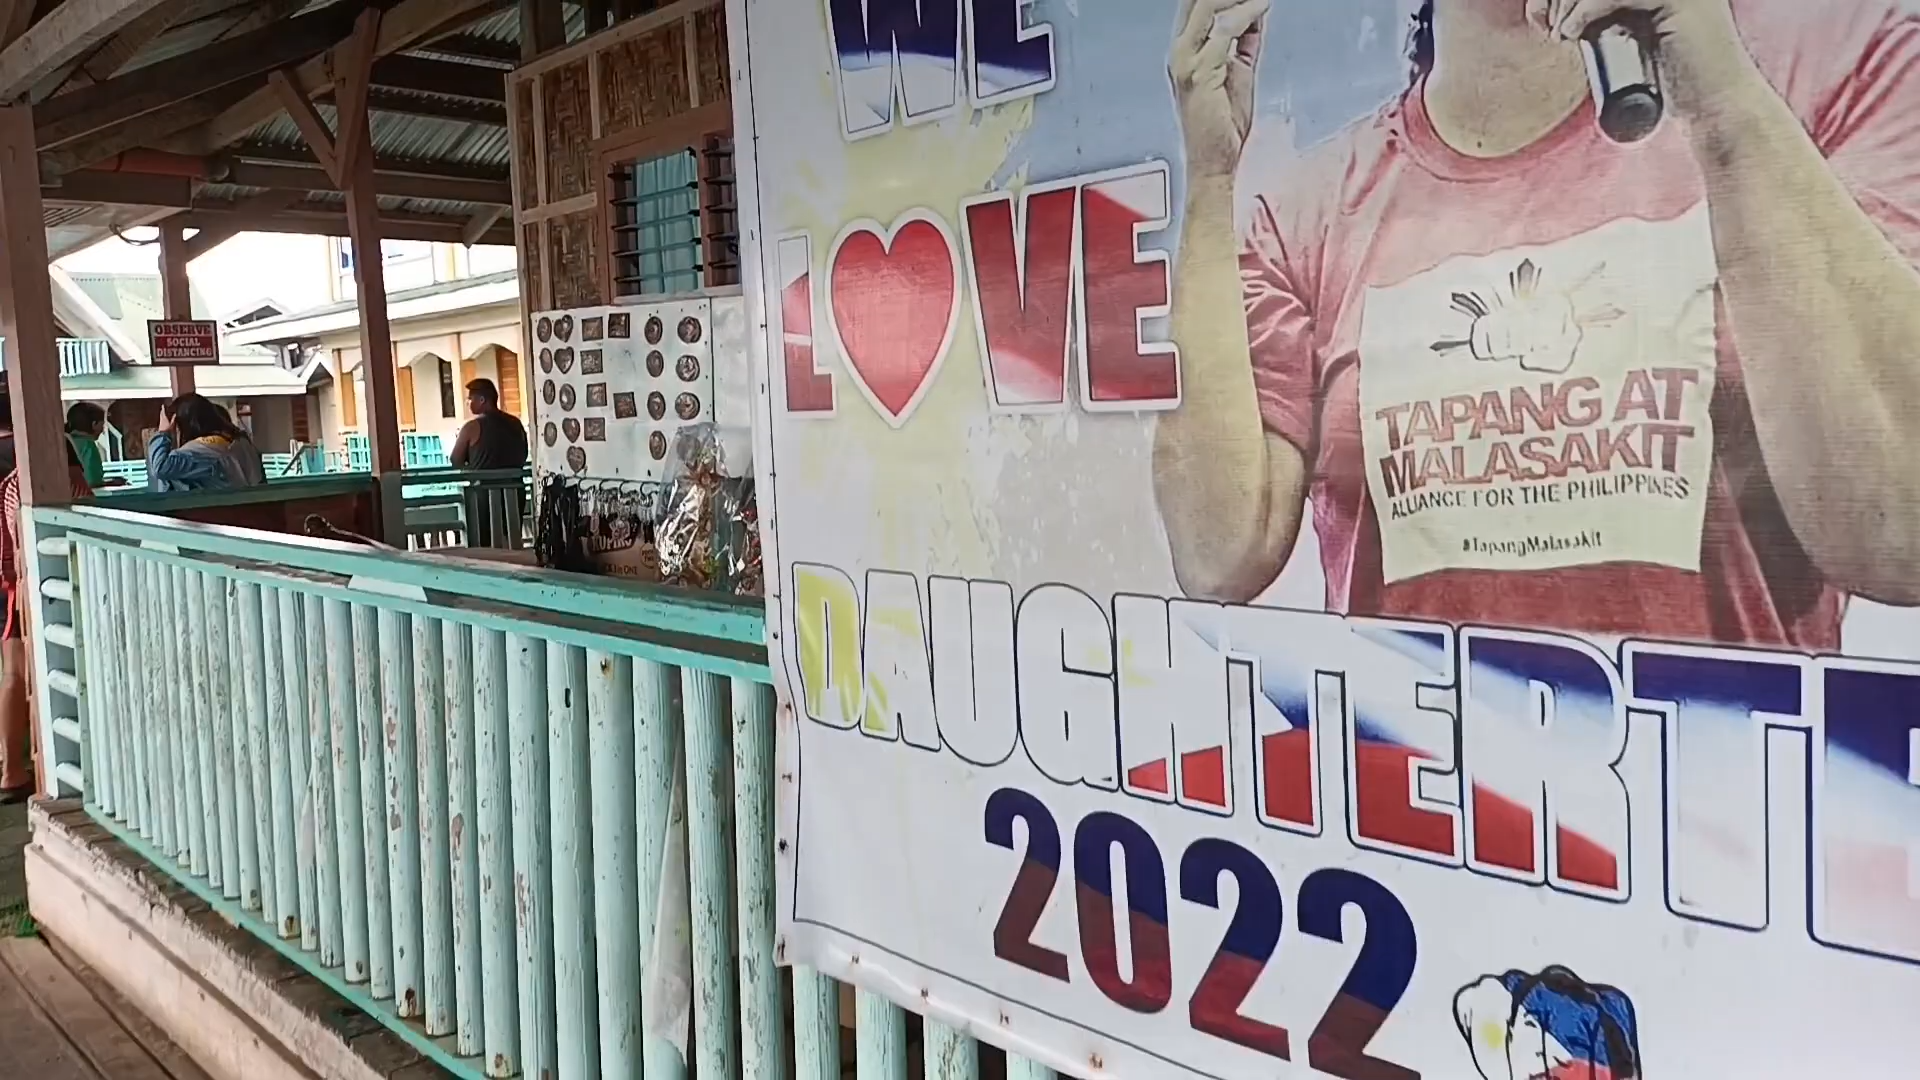 OBSERVE
SOCIAL
DISTANCING
WE
LOVE
TAPANG AT
MALASAKIT
ALLIANCE FOR THE PHILIPPINES
#TapangMalasakit
DAUGHTERTE
2022